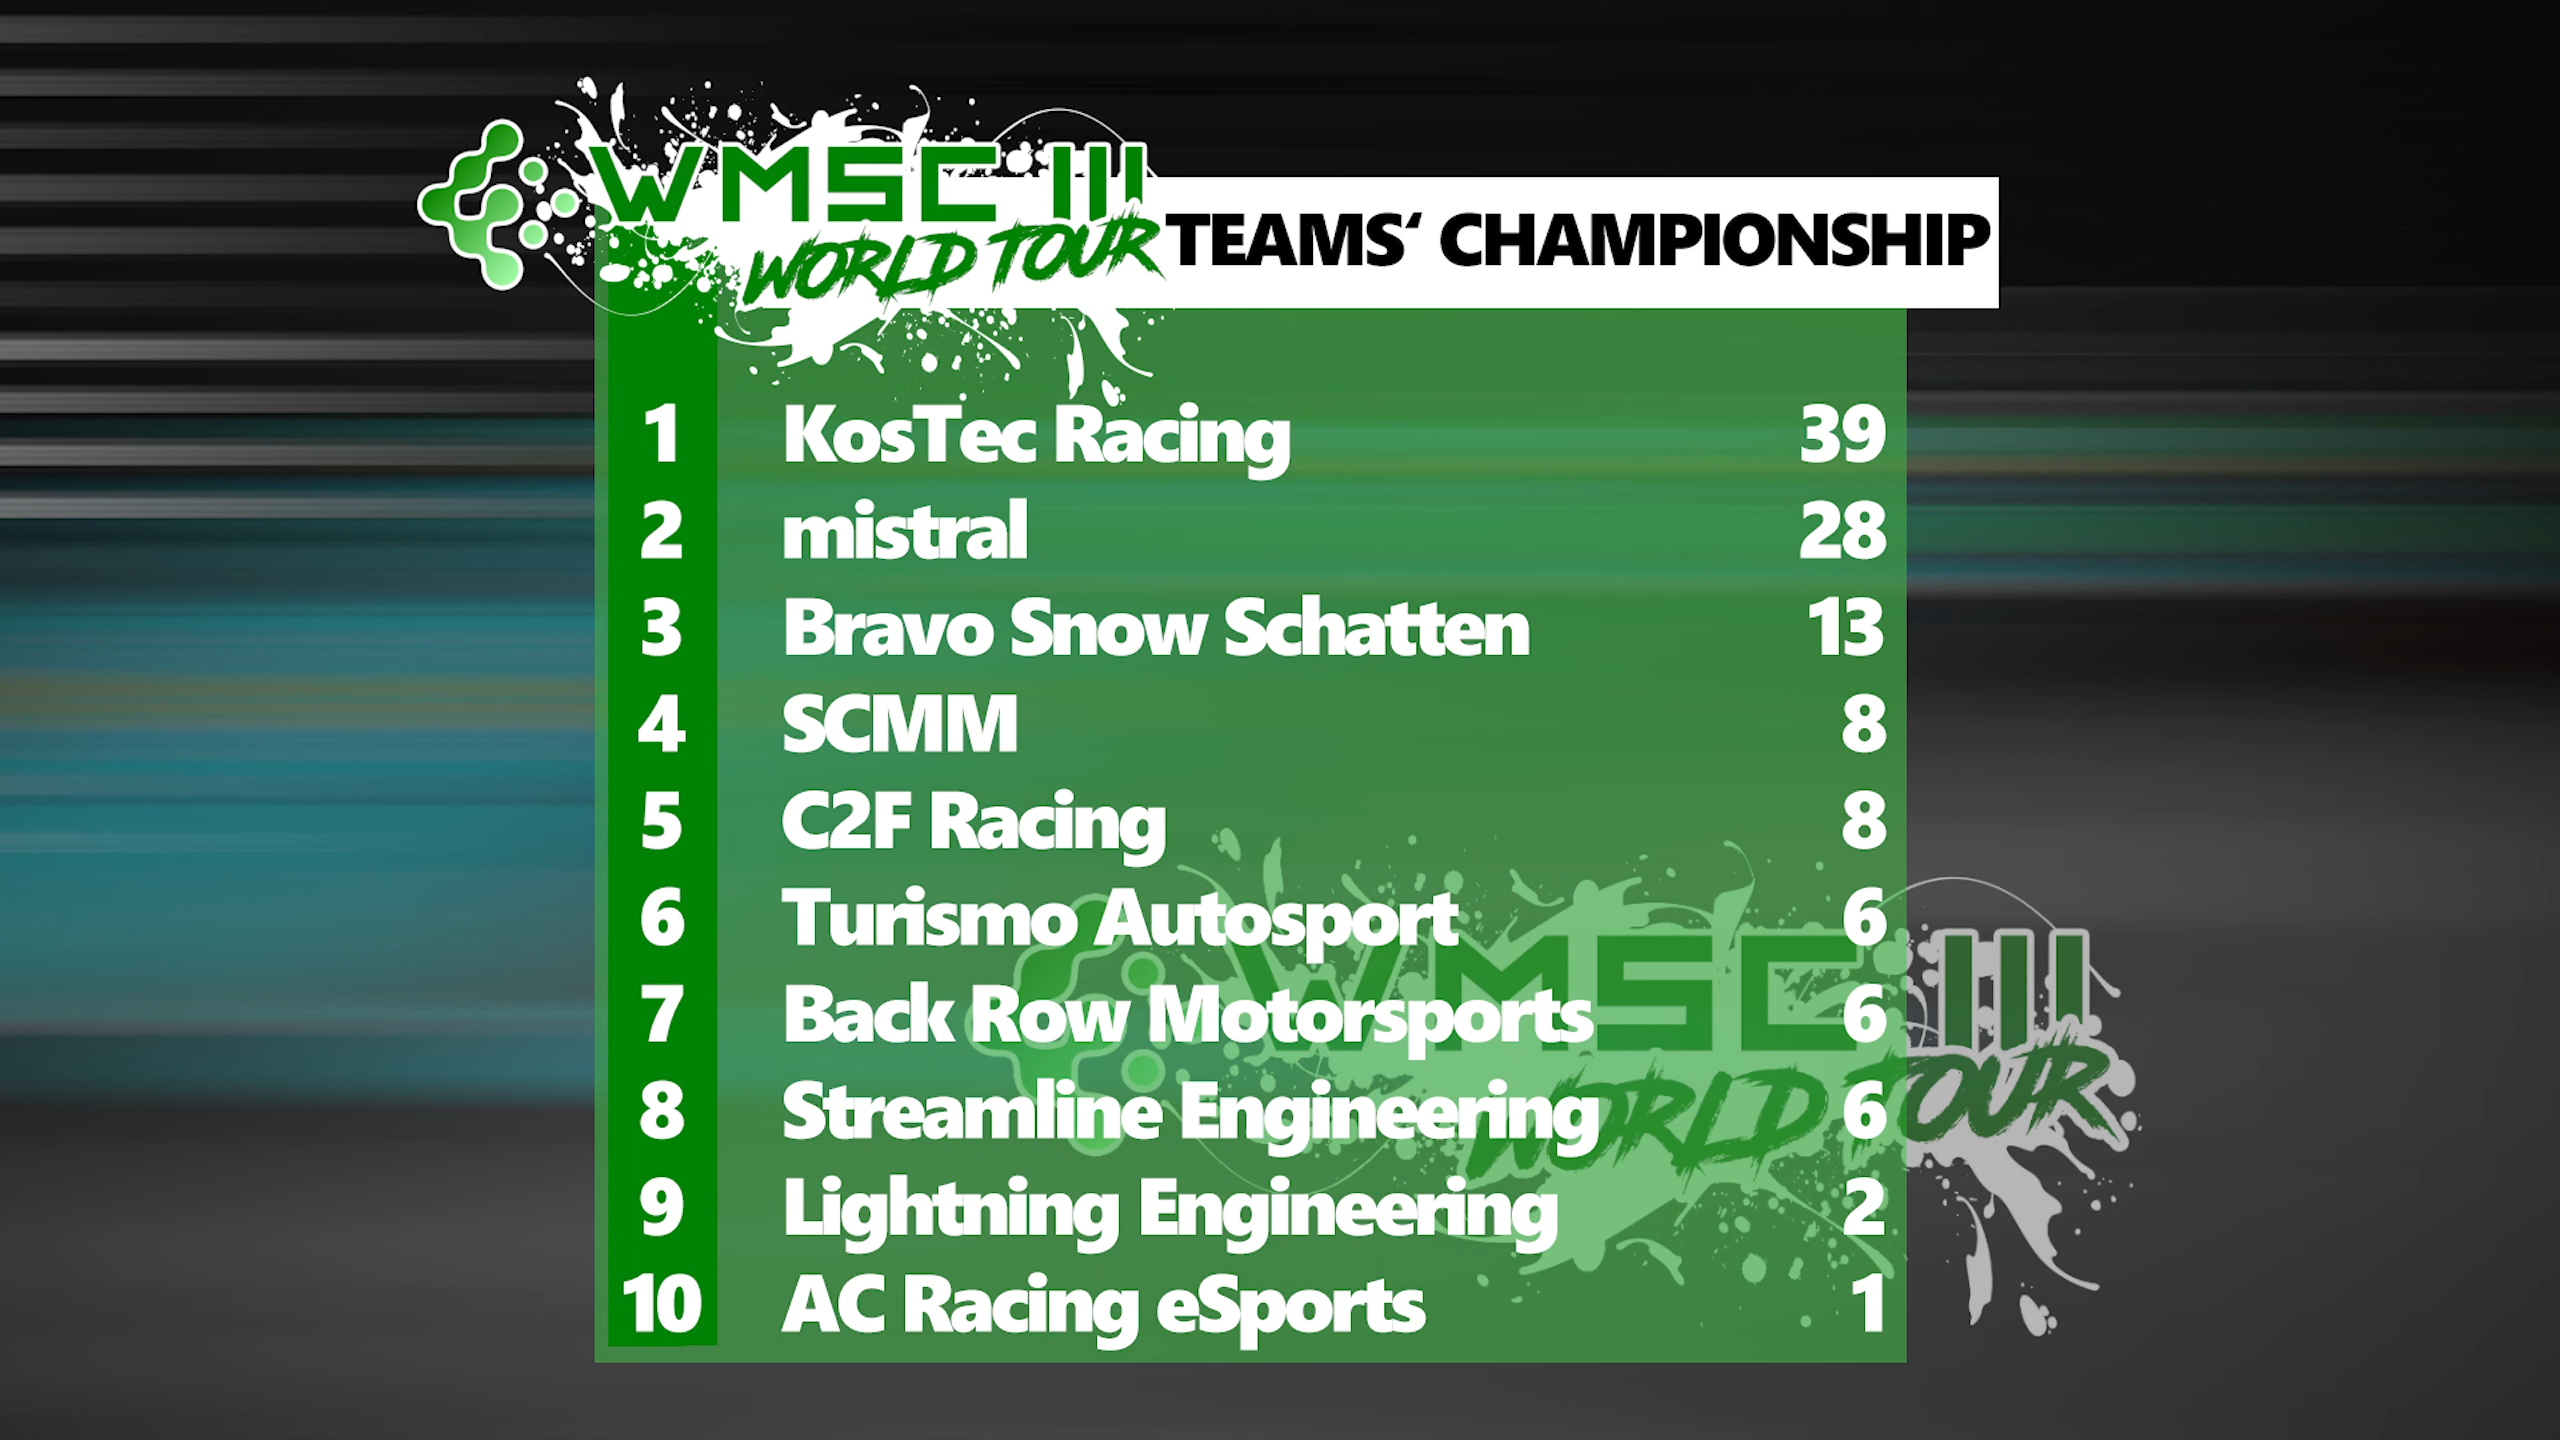 WMSC III
WORLD TOUR
TEAMS‘ CHAMPIONSHIP
1 KosTec Racing 39
2 mistral 28
3 Bravo Snow Schatten 13
4 SCMM 8
5 C2F Racing 8
6 Turismo Autosport 6
7 Back Row Motorsports 6
8 Streamline Engineering 6
9 Lightning Engineering 2
10 AC Racing eSports 1
WMSC III
WORLD TOUR